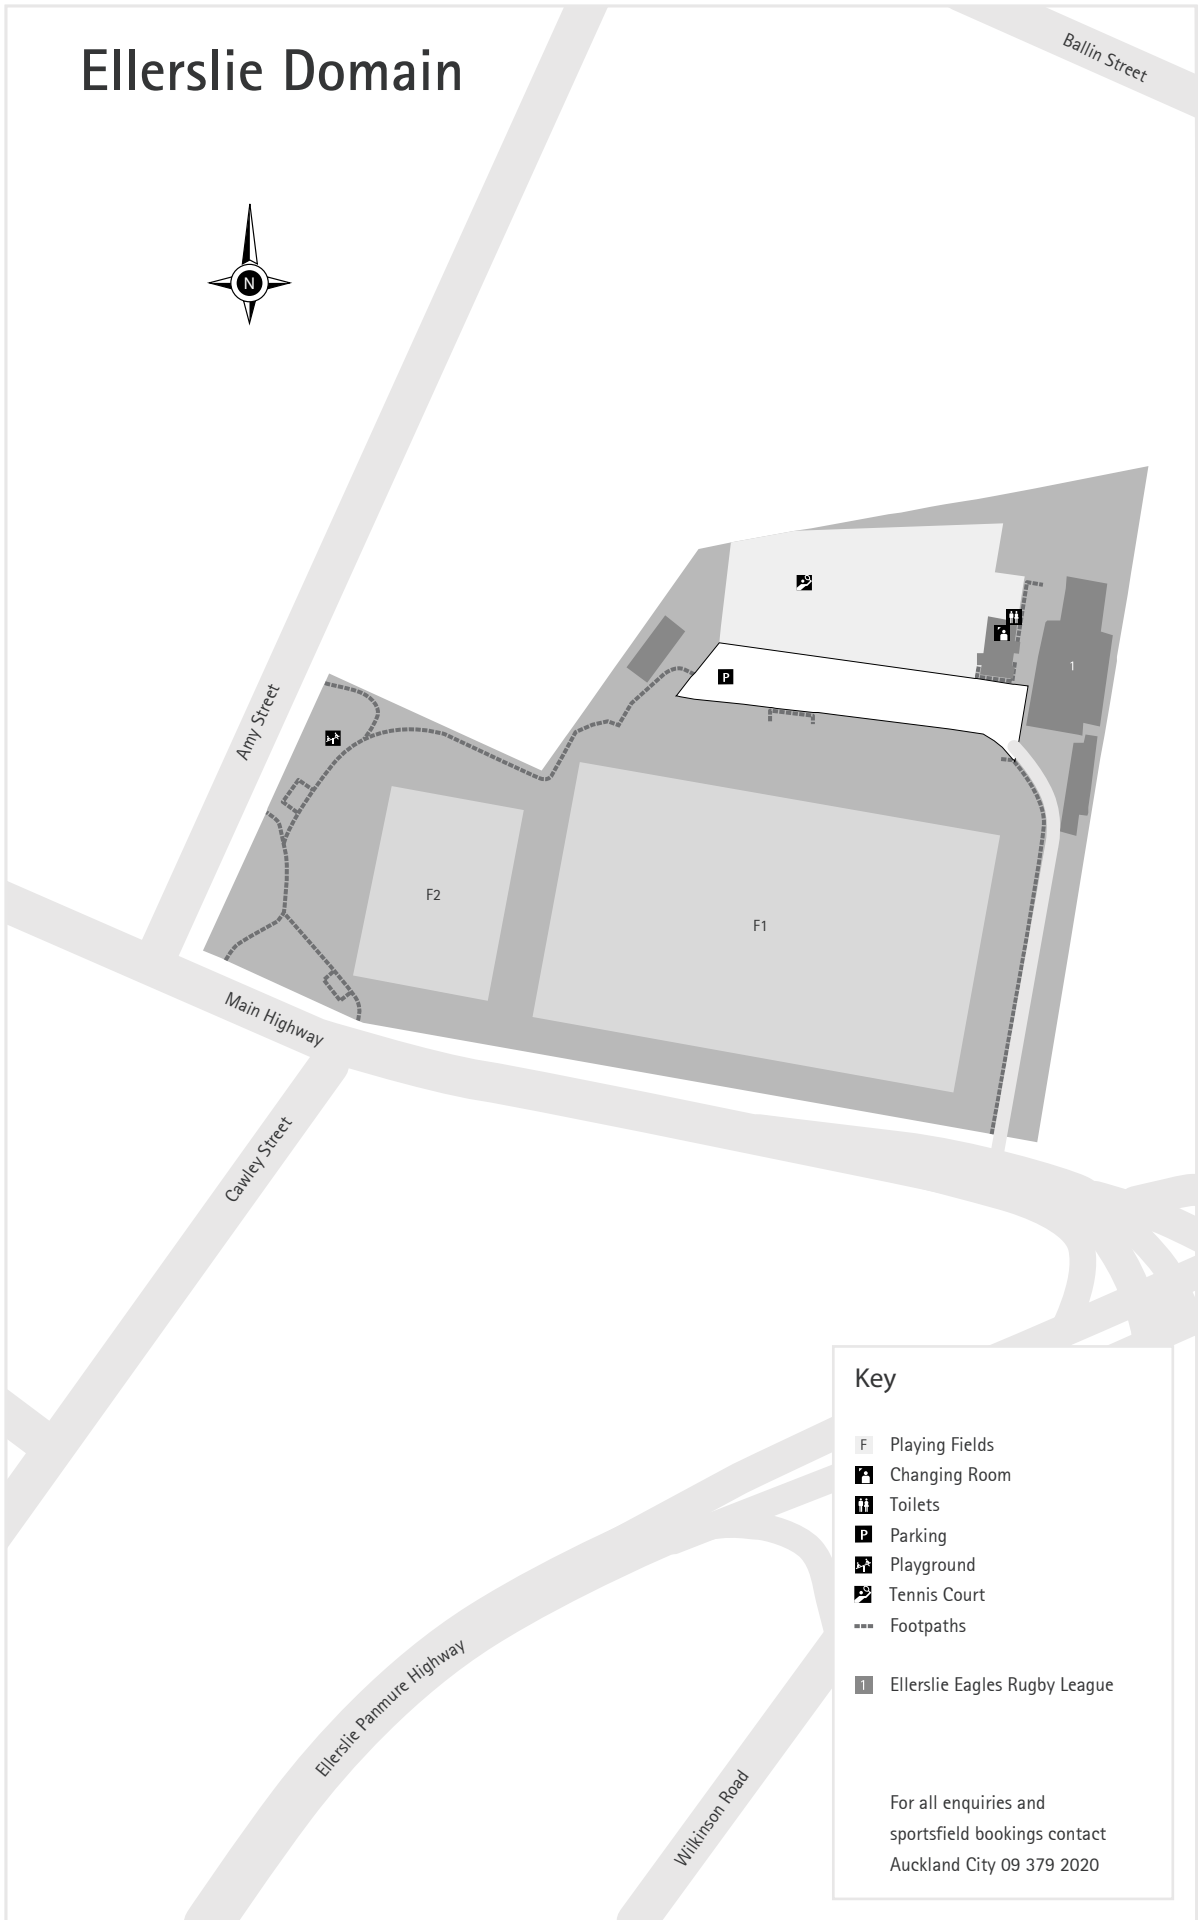 Ellerslie Domain
Ballin Street
N
Amy Street
P
1
F2
F1
Main Highway
Cawley Street
Key
F Playing Fields
Changing Room
Toilets
P Parking
Playground
Tennis Court
Footpaths
1 Ellerslie Eagles Rugby League
Ellerslie Panmure Highway
Wilkinson Road
For all enquiries and
sportsfield bookings contact
Auckland City 09 379 2020